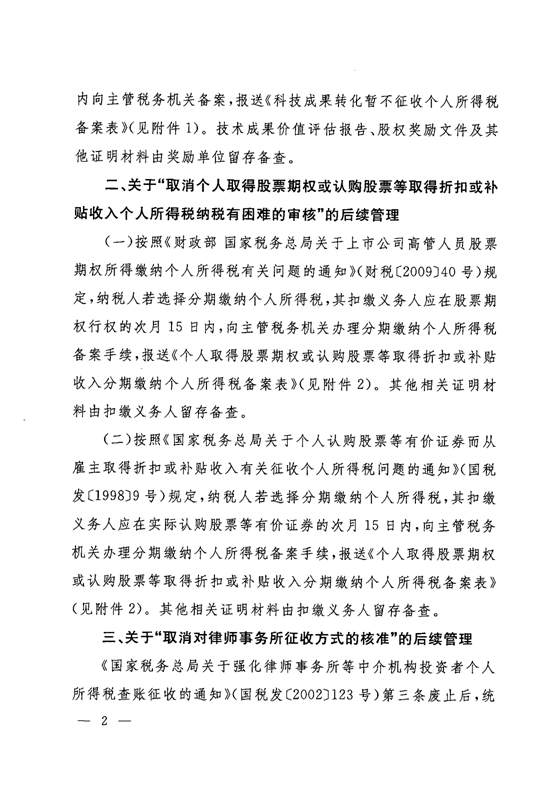 内向主管税务机关备案，报送《科技成果转化暂不征收个人所得税
备案表》（见附件1）。技术成果价值评估报告、股权奖励文件及其
他证明材料由奖励单位留存备查。
二、关于“取消个人取得股票期权或认购股票等取得折扣或补
贴收入个人所得税纳税有困难的审核”的后续管理
（一）按照《财政部 国家税务总局关于上市公司高管人员股票
期权所得缴纳个人所得税有关问题的通知》（财税〔2009〕40号）规
定，纳税人若选择分期缴纳个人所得税，其扣缴义务人应在股票期
权行权的次月15日内，向主管税务机关办理分期缴纳个人所得税
备案手续，报送《个人取得股票期权或认购股票等取得折扣或补贴
收入分期缴纳个人所得税备案表》（见附件2）。其他相关证明材
料由扣缴义务人留存备查。
（二）按照《国家税务总局关于个人认购股票等有价证券而从
雇主取得折扣或补贴收入有关征收个人所得税问题的通知》（国税
发〔1998〕9号）规定，纳税人若选择分期缴纳个人所得税，其扣缴
义务人应在实际认购股票等有价证券的次月15日内，向主管税务
机关办理分期缴纳个人所得税备案手续，报送《个人取得股票期权
或认购股票等取得折扣或补贴收入分期缴纳个人所得税备案表》
（见附件2）。其他相关证明材料由扣缴义务人留存备查。
三、关于“取消对律师事务所征收方式的核准”的后续管理
《国家税务总局关于强化律师事务所等中介机构投资者个人
所得税查账征收的通知》（国税发〔2002〕123号）第三条废止后，统
— 2 —